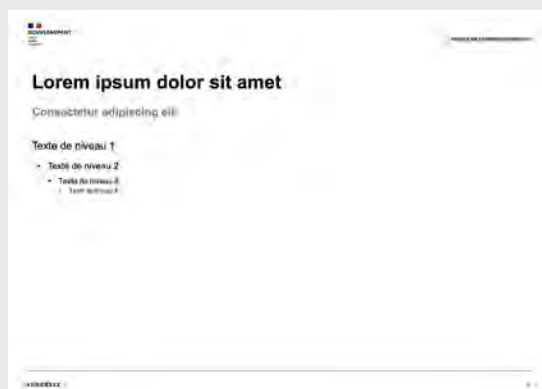 GOUVERNEMENT
Lorem ipsum dolor sit amet
Consectetur adipiscing elit
Texte de niveau 1
• Texte de niveau 2
• Texte de niveau 3